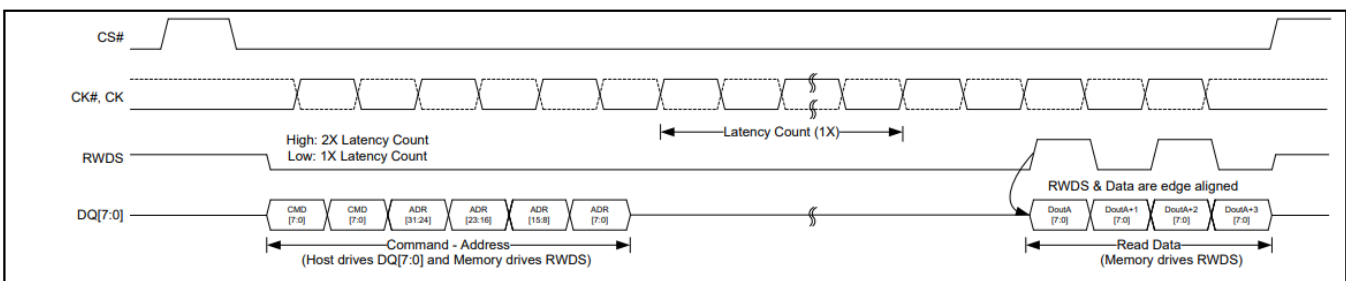 CS#
CK#, CK
Latency Count (1X)
High: 2X Latency Count
Low: 1X Latency Count
RWDS
RWDS & Data are edge aligned
DQ[7:0]
CMD [7:0]
CMD [7:0]
ADR [31:24]
ADR [23:16]
ADR [15:8]
ADR [7:0]
DoutA [7:0]
DoutA+1 [7:0]
DoutA+2 [7:0]
DoutA+3 [7:0]
Command - Address
(Host drives DQ[7:0] and Memory drives RWDS)
Read Data
(Memory drives RWDS)